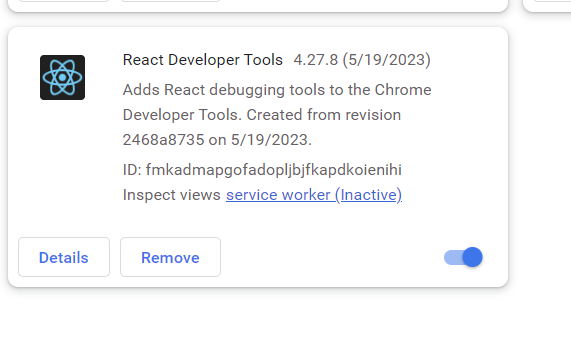 React Developer Tools 4.27.8 (5/19/2023)
Adds React debugging tools to the Chrome
Developer Tools. Created from revision
2468a8735 on 5/19/2023.
ID: fmkadmapgofadopljbjfkapdkoienihi
Inspect views service worker (Inactive)
Details Remove